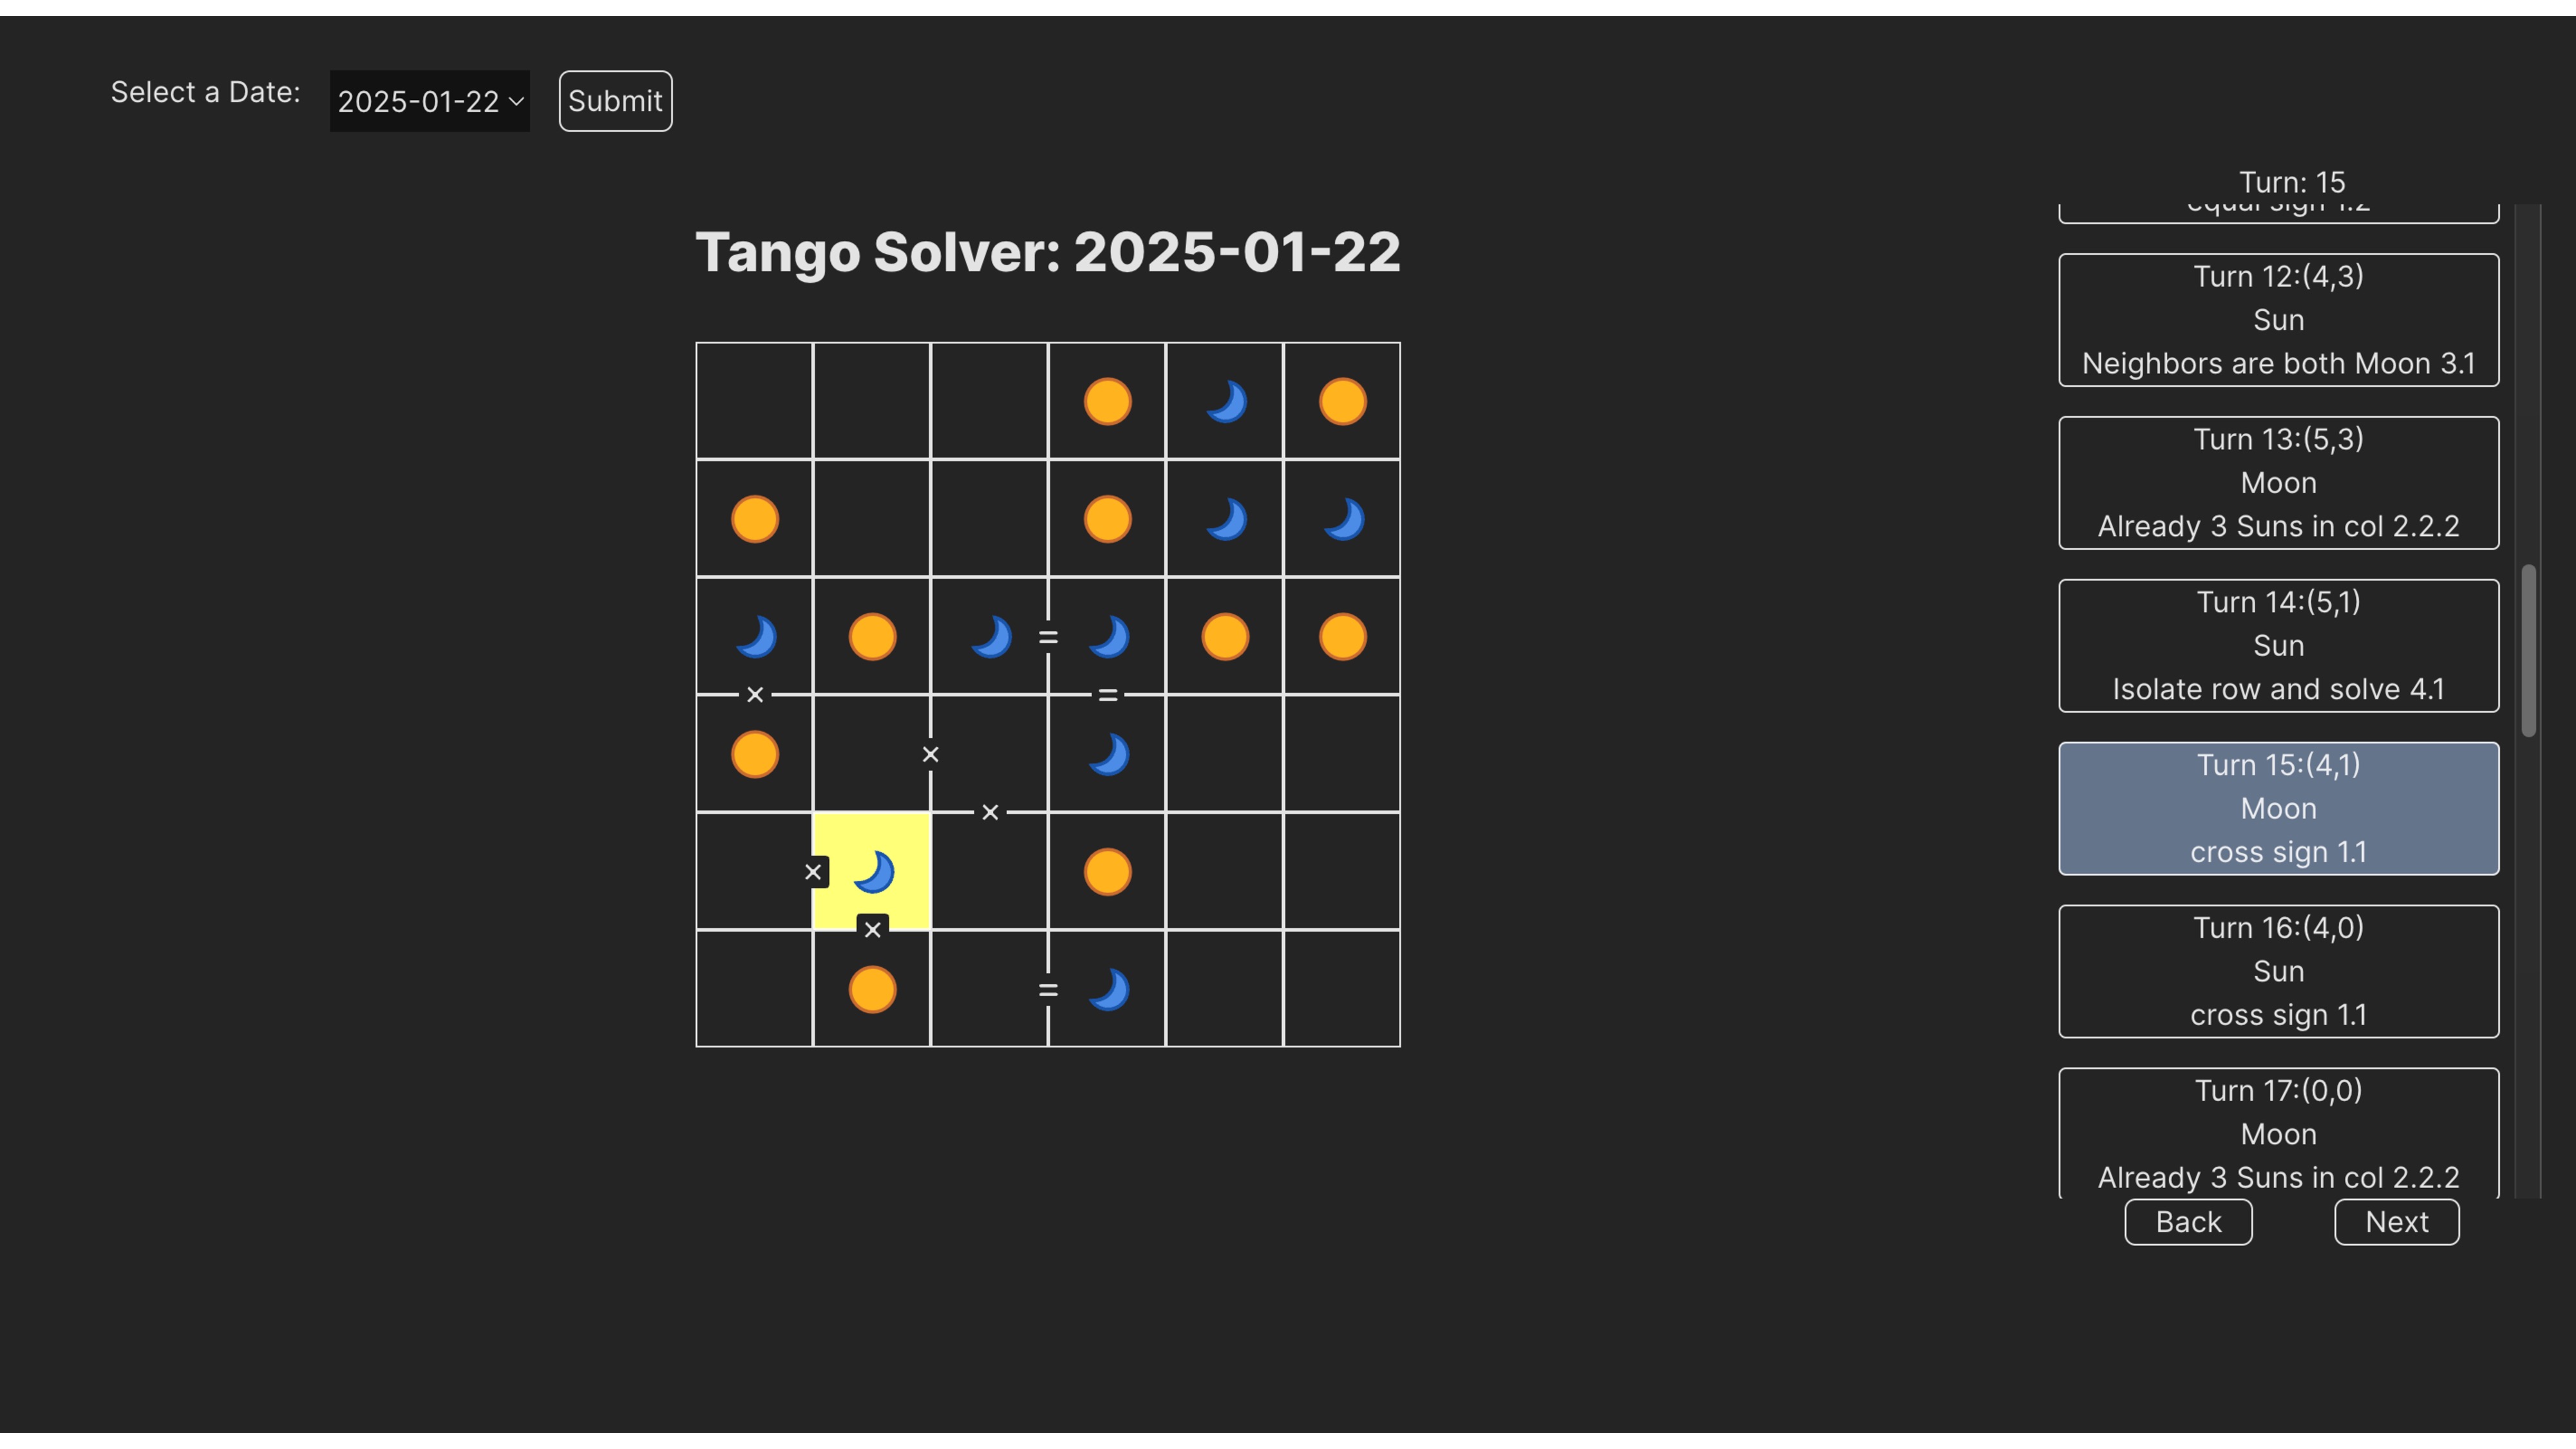 Select a Date:
2025-01-22
Submit
Turn: 15
equal sign 1.2
Tango Solver: 2025-01-22
Turn 12:(4,3)
Sun
Neighbors are both Moon 3.1
Turn 13:(5,3)
Moon
Already 3 Suns in col 2.2.2
Turn 14:(5,1)
Sun
Isolate row and solve 4.1
Turn 15:(4,1)
Moon
cross sign 1.1
Turn 16:(4,0)
Sun
cross sign 1.1
Turn 17:(0,0)
Moon
Already 3 Suns in col 2.2.2
Back
Next
=
× =
×
×
×
×
=